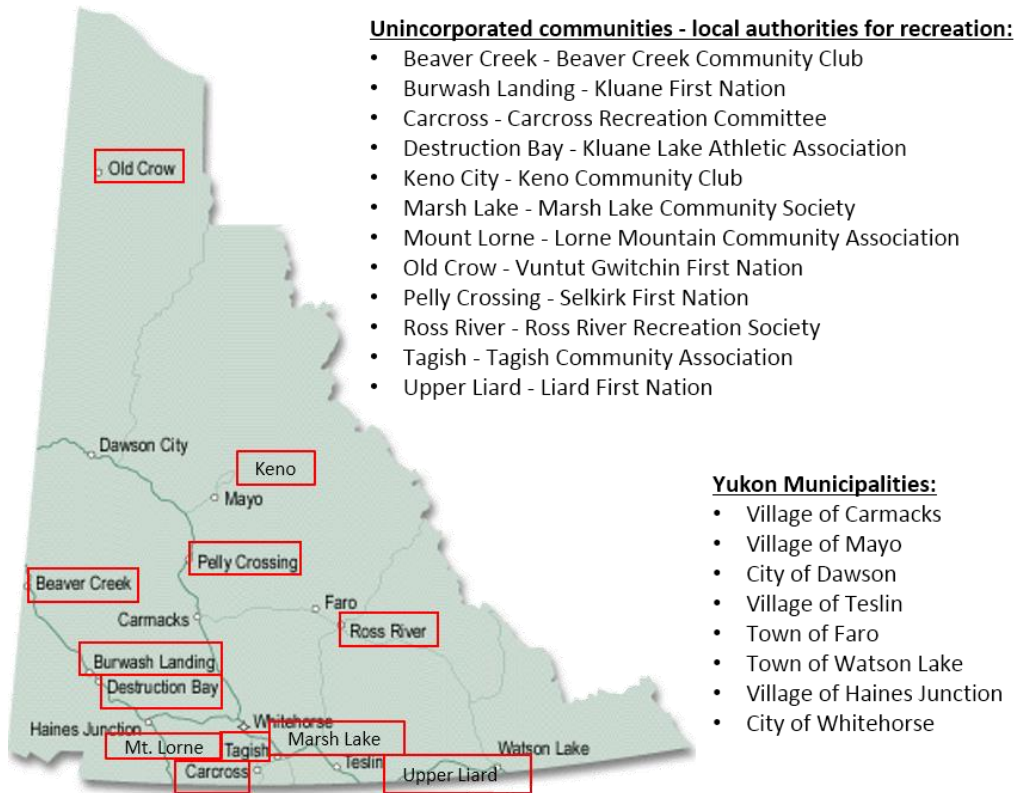 Unincorporated communities - local authorities for recreation:
• Beaver Creek - Beaver Creek Community Club
• Burwash Landing - Kluane First Nation
• Carcross - Carcross Recreation Committee
• Destruction Bay - Kluane Lake Athletic Association
• Keno City - Keno Community Club
• Marsh Lake - Marsh Lake Community Society
• Mount Lorne - Lorne Mountain Community Association
• Old Crow - Vuntut Gwitchin First Nation
• Pelly Crossing - Selkirk First Nation
• Ross River - Ross River Recreation Society
• Tagish - Tagish Community Association
• Upper Liard - Liard First Nation
Old Crow
Dawson City
Keno
Mayo
Pelly Crossing
Beaver Creek
Faro
Carmacks
Ross River
Burwash Landing
Destruction Bay
Haines Junction
Whitehorse
Mt. Lorne
Tagish
Marsh Lake
Watson Lake
Teslin
Carcross
Upper Liard
Yukon Municipalities:
• Village of Carmacks
• Village of Mayo
• City of Dawson
• Village of Teslin
• Town of Faro
• Town of Watson Lake
• Village of Haines Junction
• City of Whitehorse